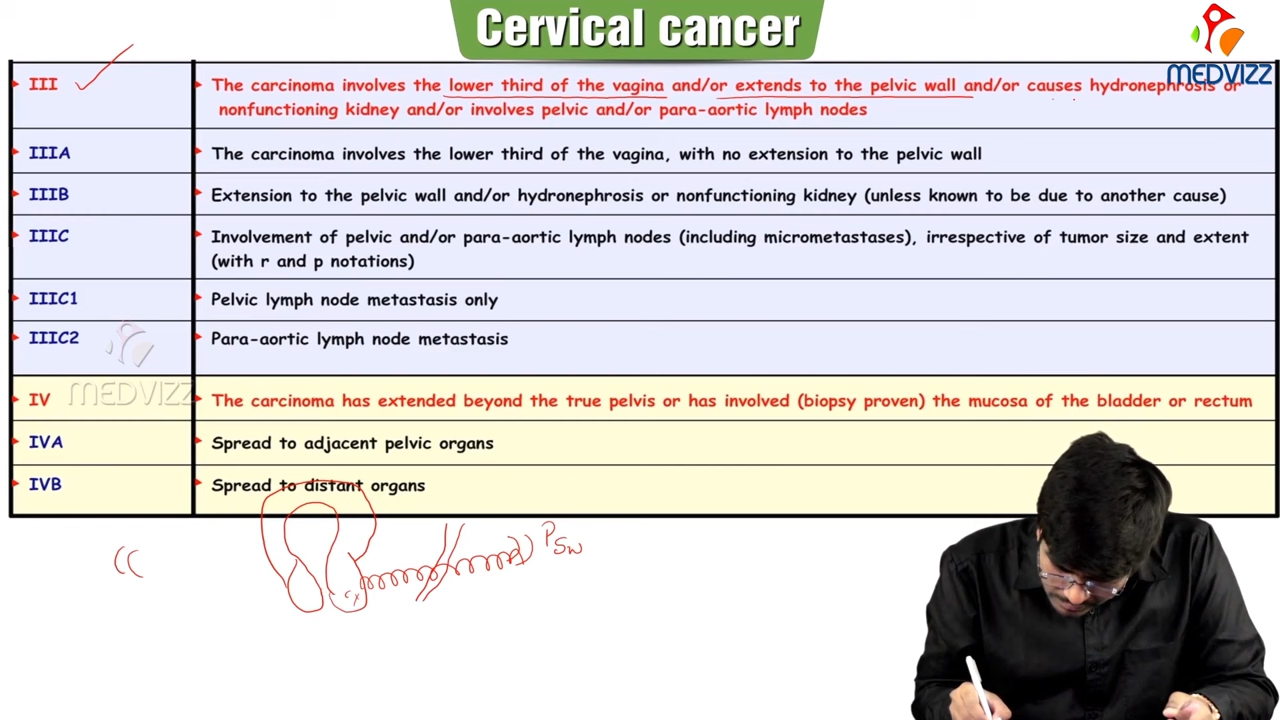 Cervical cancer
MEDVIZZ
III The carcinoma involves the lower third of the vagina and/or extends to the pelvic wall and/or causes hydronephrosis or
nonfunctioning kidney and/or involves pelvic and/or para-aortic lymph nodes
IIIA The carcinoma involves the lower third of the vagina, with no extension to the pelvic wall
IIIB Extension to the pelvic wall and/or hydronephrosis or nonfunctioning kidney (unless known to be due to another cause)
IIIC Involvement of pelvic and/or para-aortic lymph nodes (including micrometastases), irrespective of tumor size and extent
(with r and p notations)
IIIC1 Pelvic lymph node metastasis only
IIIC2 Para-aortic lymph node metastasis
MEDVIZZ
IV The carcinoma has extended beyond the true pelvis or has involved (biopsy proven) the mucosa of the bladder or rectum
IVA Spread to adjacent pelvic organs
IVB Spread to distant organs
PSW
Cx